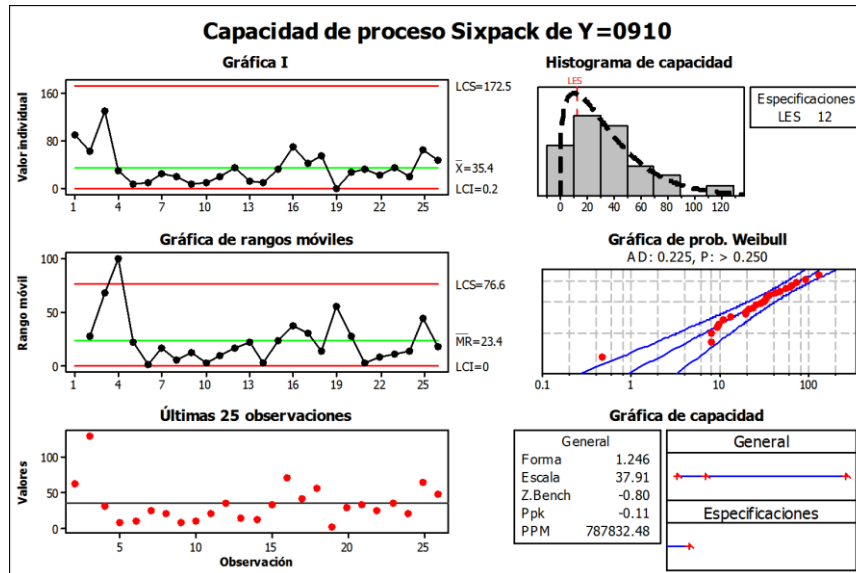 Capacidad de proceso Sixpack de Y=0910
Gráfica I
Valor individual
160
80
0
1 4 7 10 13 16 19 22 25
LCS=172.5
X=35.4
LCI=0.2
Histograma de capacidad
LES
0 20 40 60 80 100 120
Especificaciones
LES 12
Gráfica de rangos móviles
Rango móvil
100
50
0
1 4 7 10 13 16 19 22 25
LCS=76.6
MR=23.4
LCI=0
Gráfica de prob. Weibull
AD: 0.225, P: > 0.250
0.1 1 10 100
Últimas 25 observaciones
Valores
100
50
0
5 10 15 20 25
Observación
Gráfica de capacidad
General
Forma 1.246
Escala 37.91
Z.Bench -0.80
Ppk -0.11
PPM 787832.48
General
Especificaciones